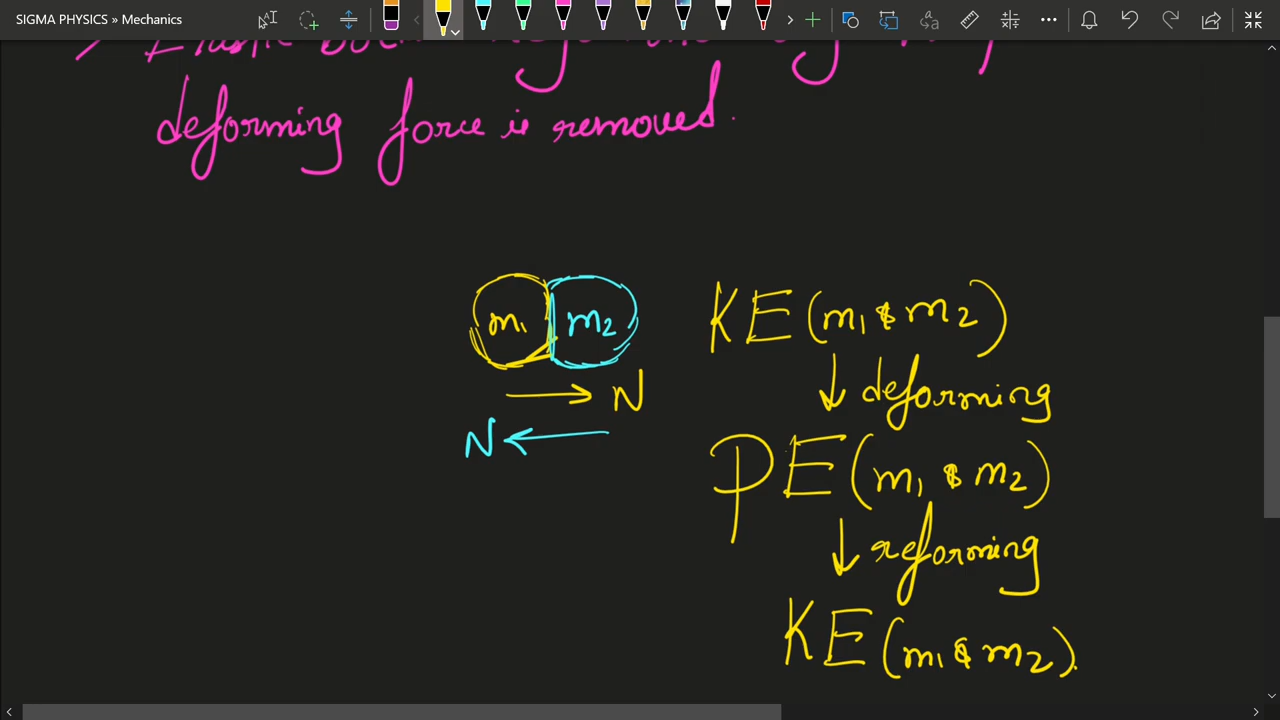 SIGMA PHYSICS » Mechanics
deforming force is removed.
m1 m2
N
N
KE (m1 & m2)
↓ deforming
PE (m1 & m2)
↓ reforming
KE (m1 & m2).